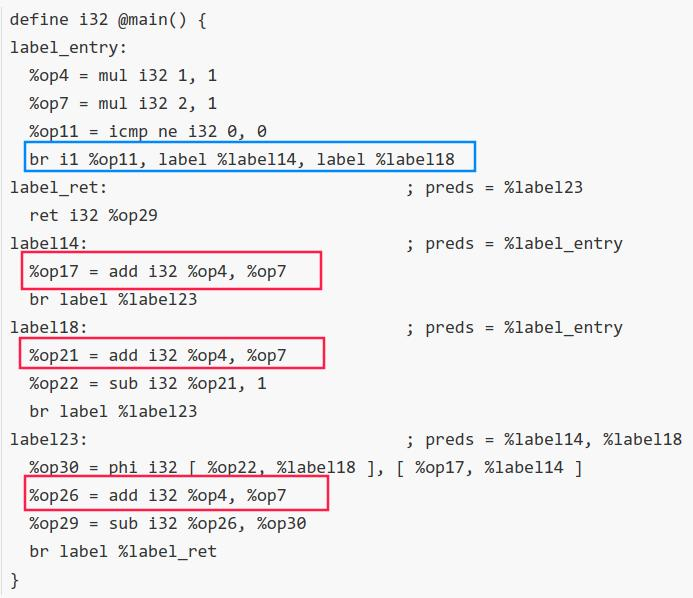 define i32 @main() {
label_entry:
  %op4 = mul i32 1, 1
  %op7 = mul i32 2, 1
  %op11 = icmp ne i32 0, 0
  br i1 %op11, label %label14, label %label18
label_ret:                                ; preds = %label23
  ret i32 %op29
label14:                                  ; preds = %label_entry
  %op17 = add i32 %op4, %op7
  br label %label23
label18:                                  ; preds = %label_entry
  %op21 = add i32 %op4, %op7
  %op22 = sub i32 %op21, 1
  br label %label23
label23:                                  ; preds = %label14, %label18
  %op30 = phi i32 [ %op22, %label18 ], [ %op17, %label14 ]
  %op26 = add i32 %op4, %op7
  %op29 = sub i32 %op26, %op30
  br label %label_ret
}